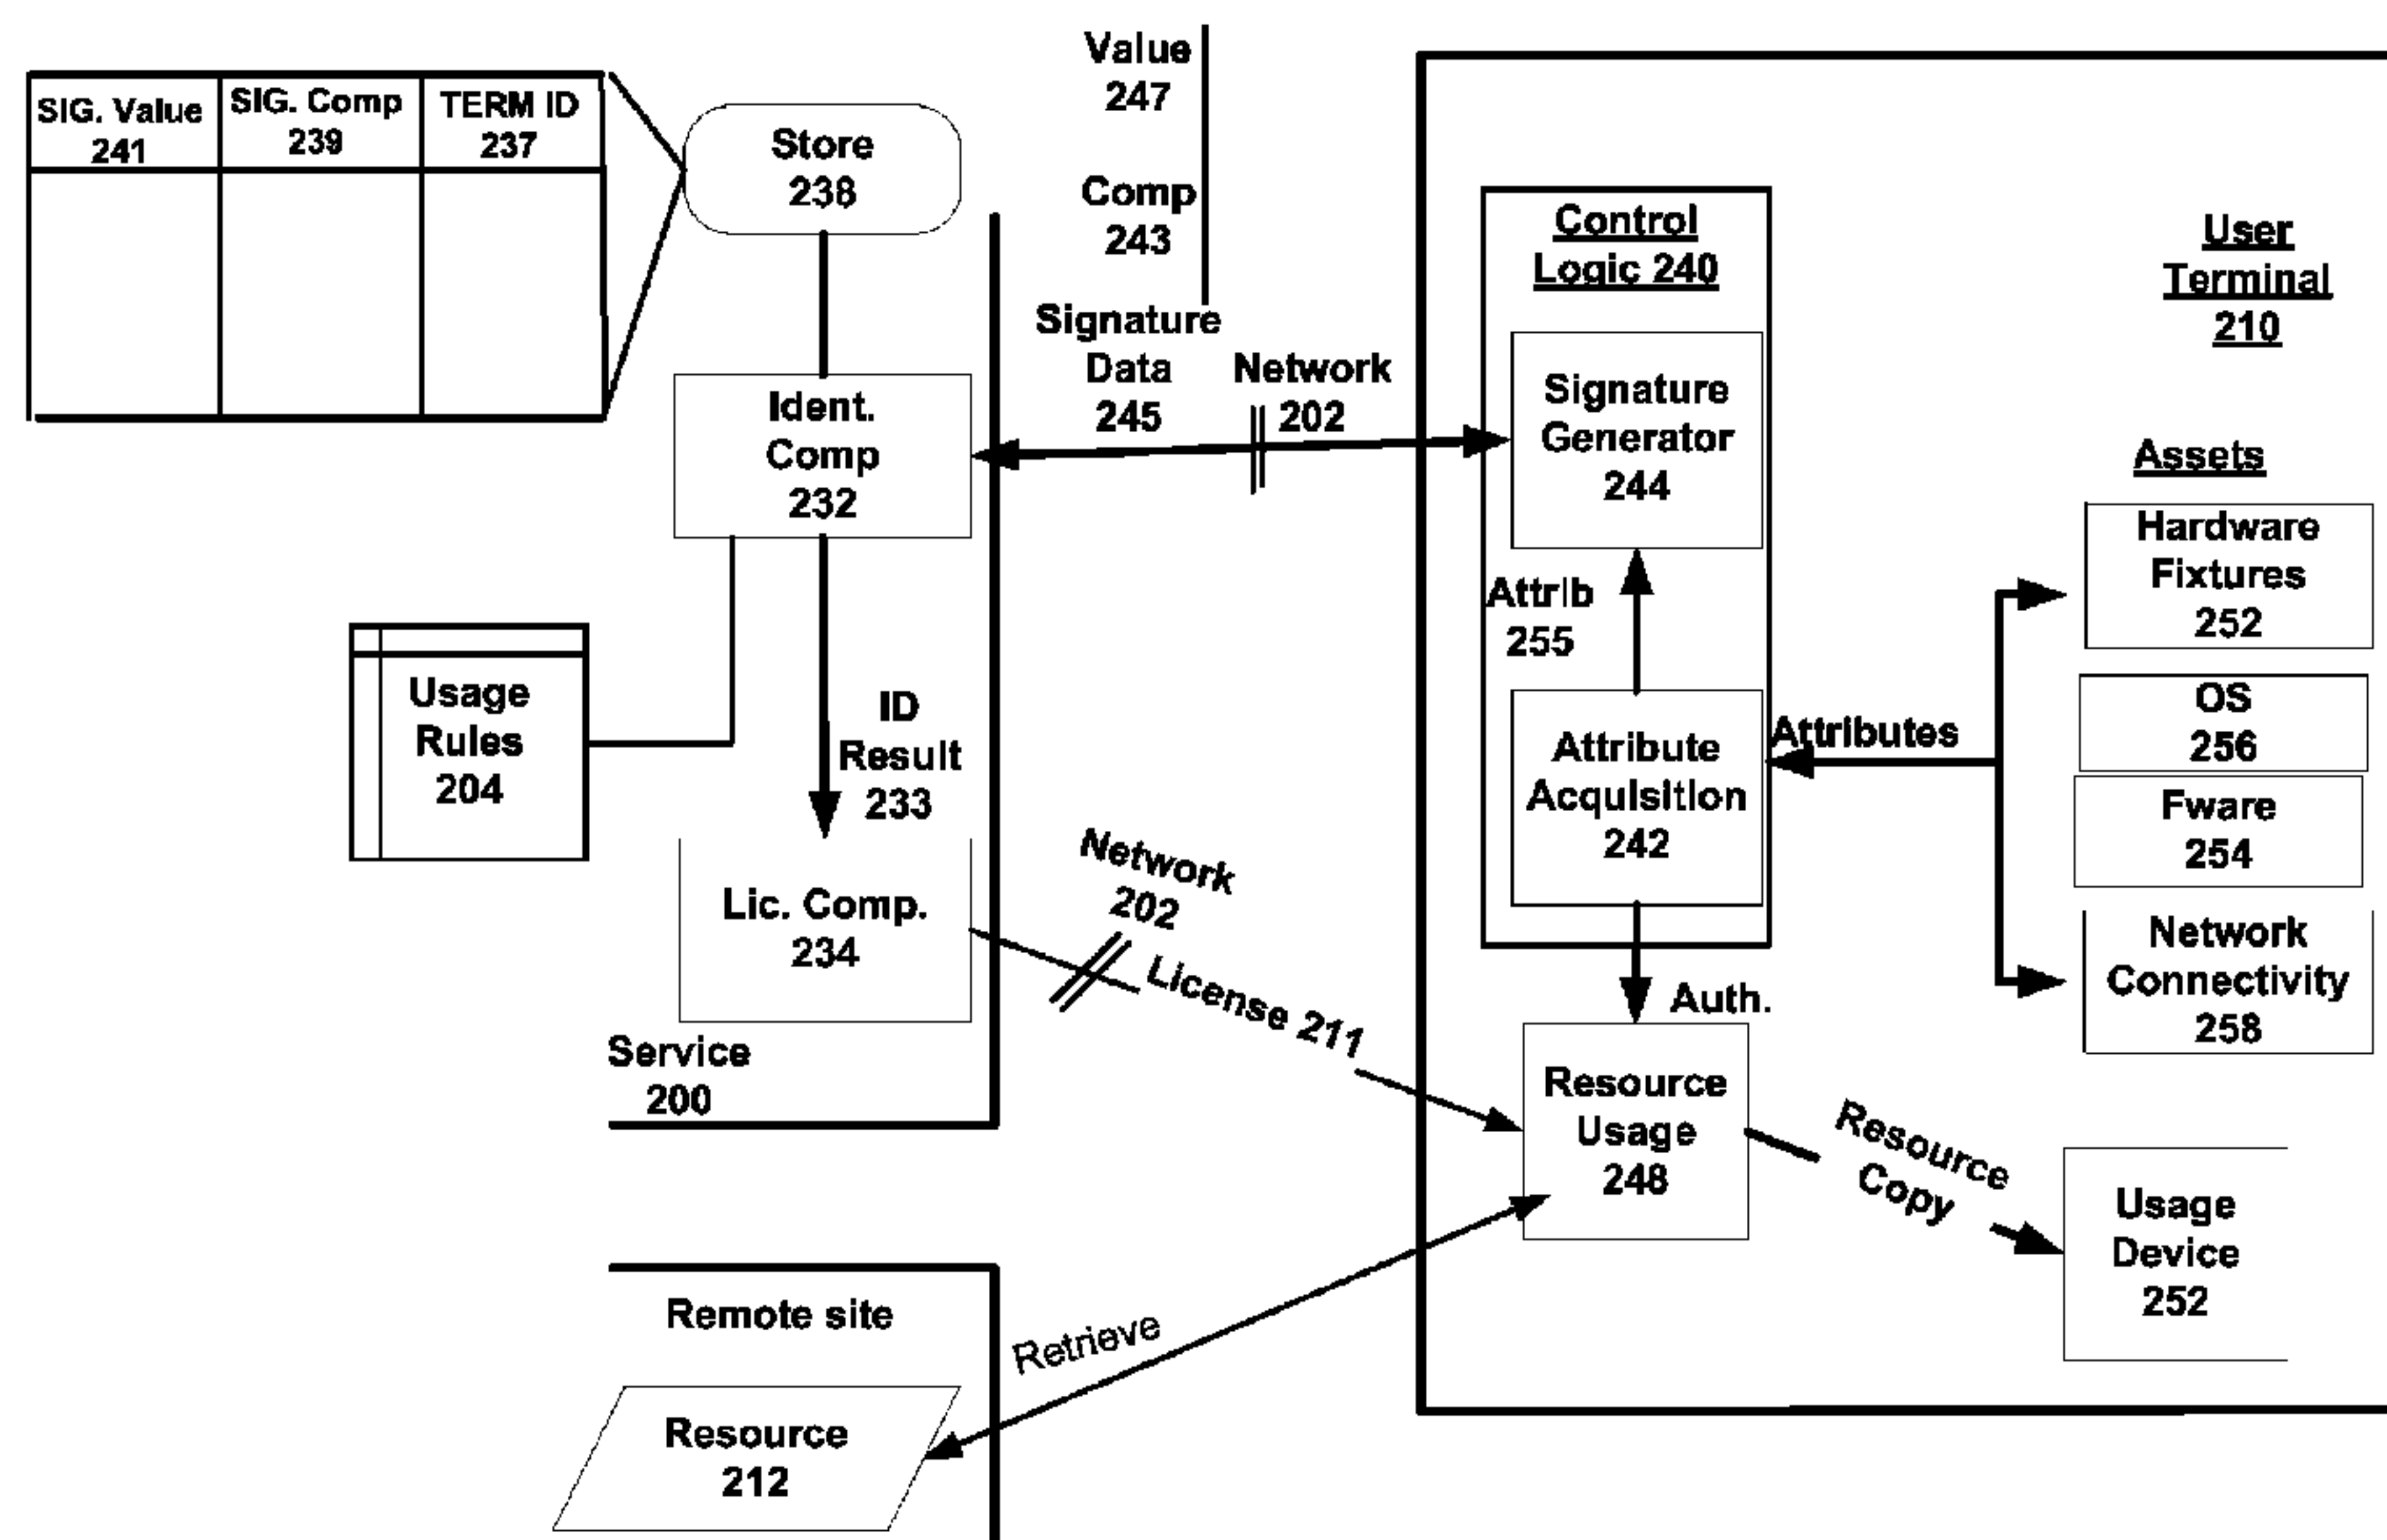 SIG. Value
241
SIG. Comp
239
TERM ID
237
Store
238
Value
247
Comp
243
Signature
Data
245
Network
202
Ident.
Comp
232
Usage
Rules
204
ID
Result
233
Lic. Comp.
234
Service
200
Network
202
License 211
Remote site
Resource
212
Retrieve
Control
Logic 240
Signature
Generator
244
Attrib
255
Attribute
Acquisition
242
Attributes
Auth.
Resource
Usage
248
Resource
Copy
Usage
Device
252
User
Terminal
210
Assets
Hardware
Fixtures
252
OS
256
Fware
254
Network
Connectivity
258